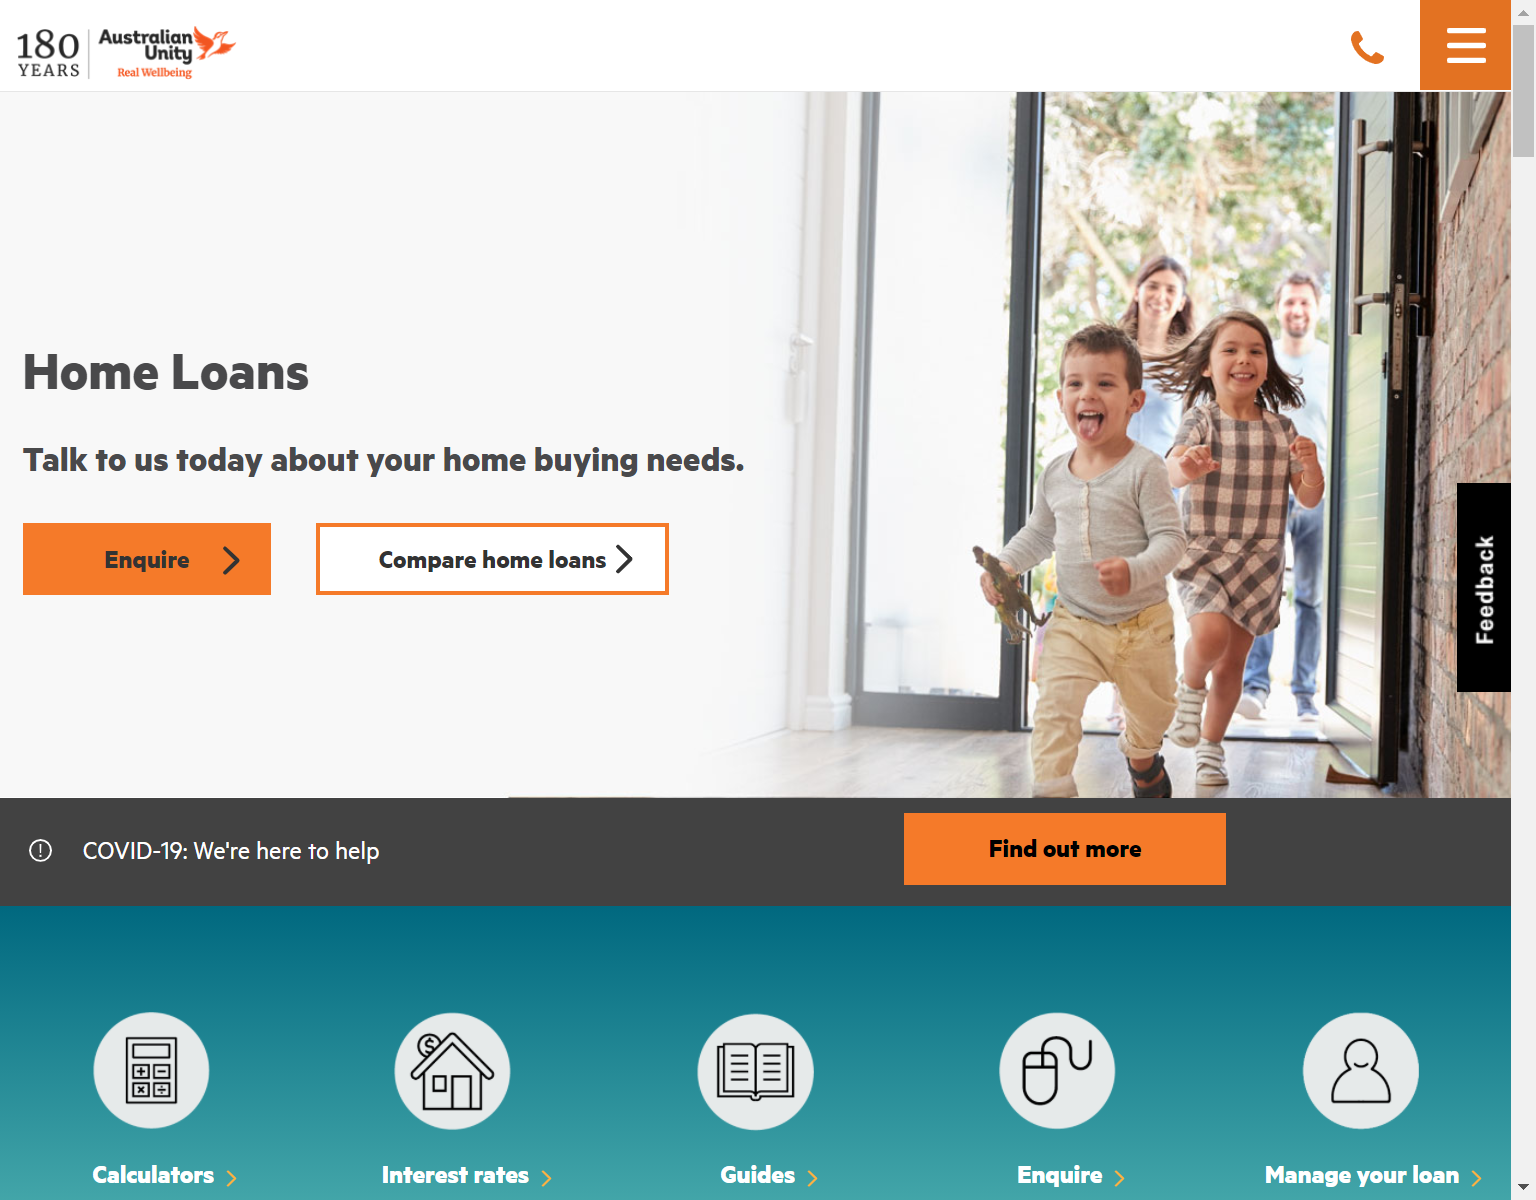 180
YEARS
Australian
Unity
Real Wellbeing
Home Loans
Talk to us today about your home buying needs.
Enquire
Compare home loans
Feedback
COVID-19: We're here to help
Find out more
Calculators
Interest rates
Guides
Enquire
Manage your loan